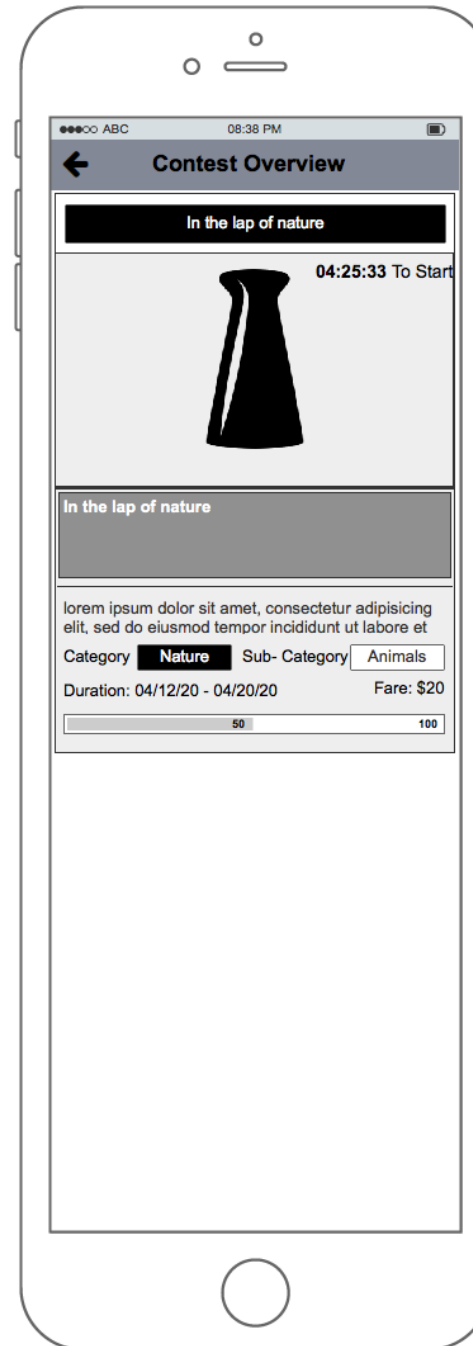 ABC 08:38 PM
Contest Overview
In the lap of nature
04:25:33 To Start
In the lap of nature
lorem ipsum dolor sit amet, consectetur adipisicing
elit, sed do eiusmod tempor incididunt ut labore et
Category Nature Sub- Category Animals
Duration: 04/12/20 - 04/20/20 Fare: $20
50 100